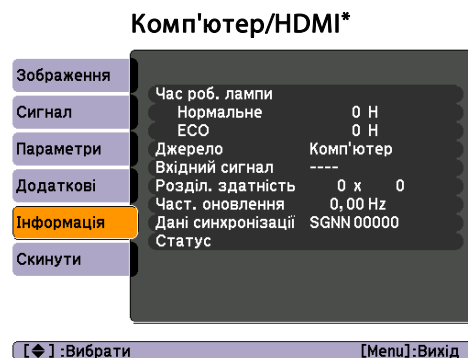 Комп'ютер/HDMI*
Зображення
Сигнал
Параметри
Додаткові
Інформація
Скинути
Час роб. лампи
Нормальне 0 H
ECO 0 H
Джерело Комп'ютер
Вхідний сигнал ----
Розділ. здатність 0 x 0
Част. оновлення 0,00 Hz
Дані синхронізації SGNN 00000
Статус
[◆] :Вибрати [Menu]:Вихід